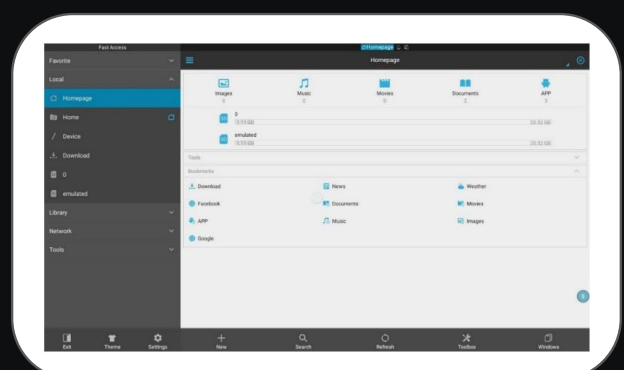 Fast Access
Homepage
Favorite
Homepage
Local
Homepage
Home
Device
Download
0
emulated
Library
Network
Tools
Images
Music
Movies
Documents
APP
0
emulated
Tools
Bookmarks
Download
News
Weather
Facebook
Documents
Movies
APP
Music
Images
Google
Exit
Theme
Settings
New
Search
Refresh
Toolbox
Windows